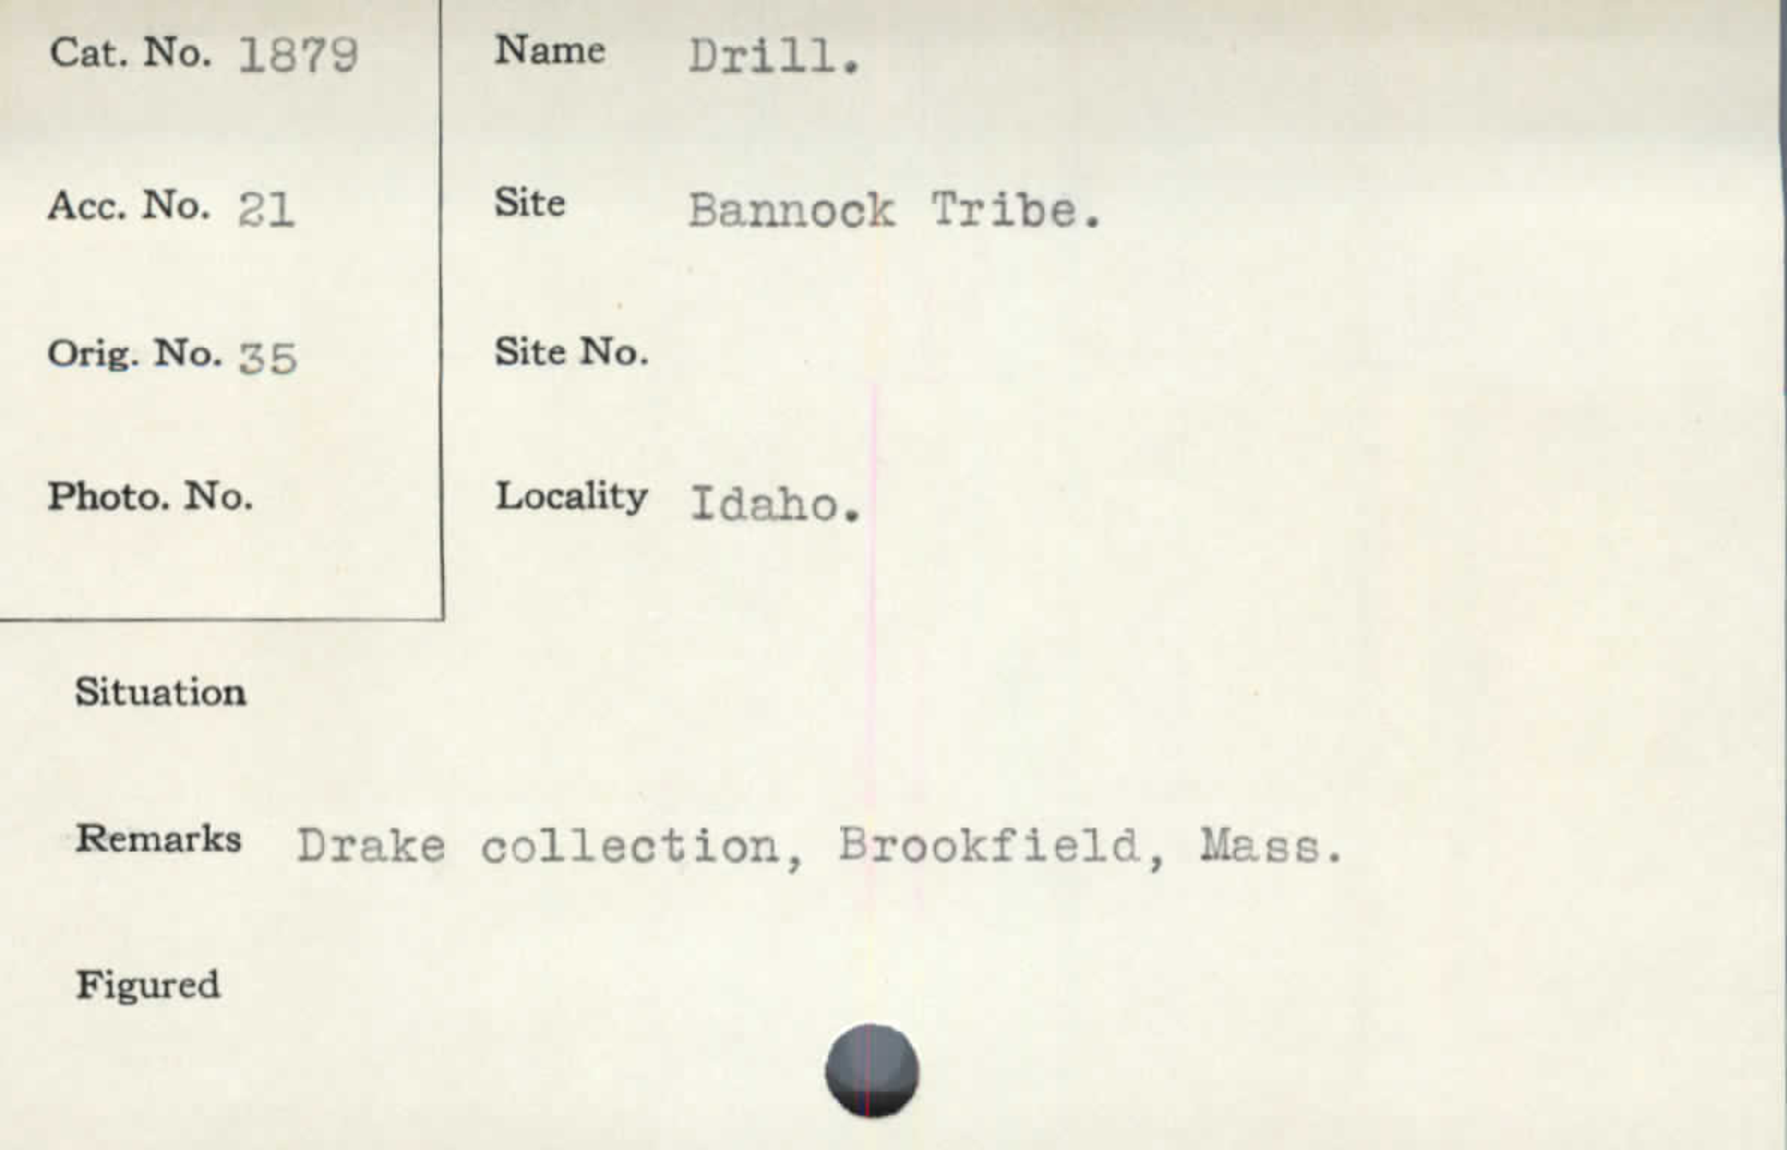 Cat. No. 1879
Name Drill.
Acc. No. 21
Site Bannock Tribe.
Orig. No. 35
Site No.
Photo. No.
Locality Idaho.
Situation
Remarks Drake collection, Brookfield, Mass.
Figured